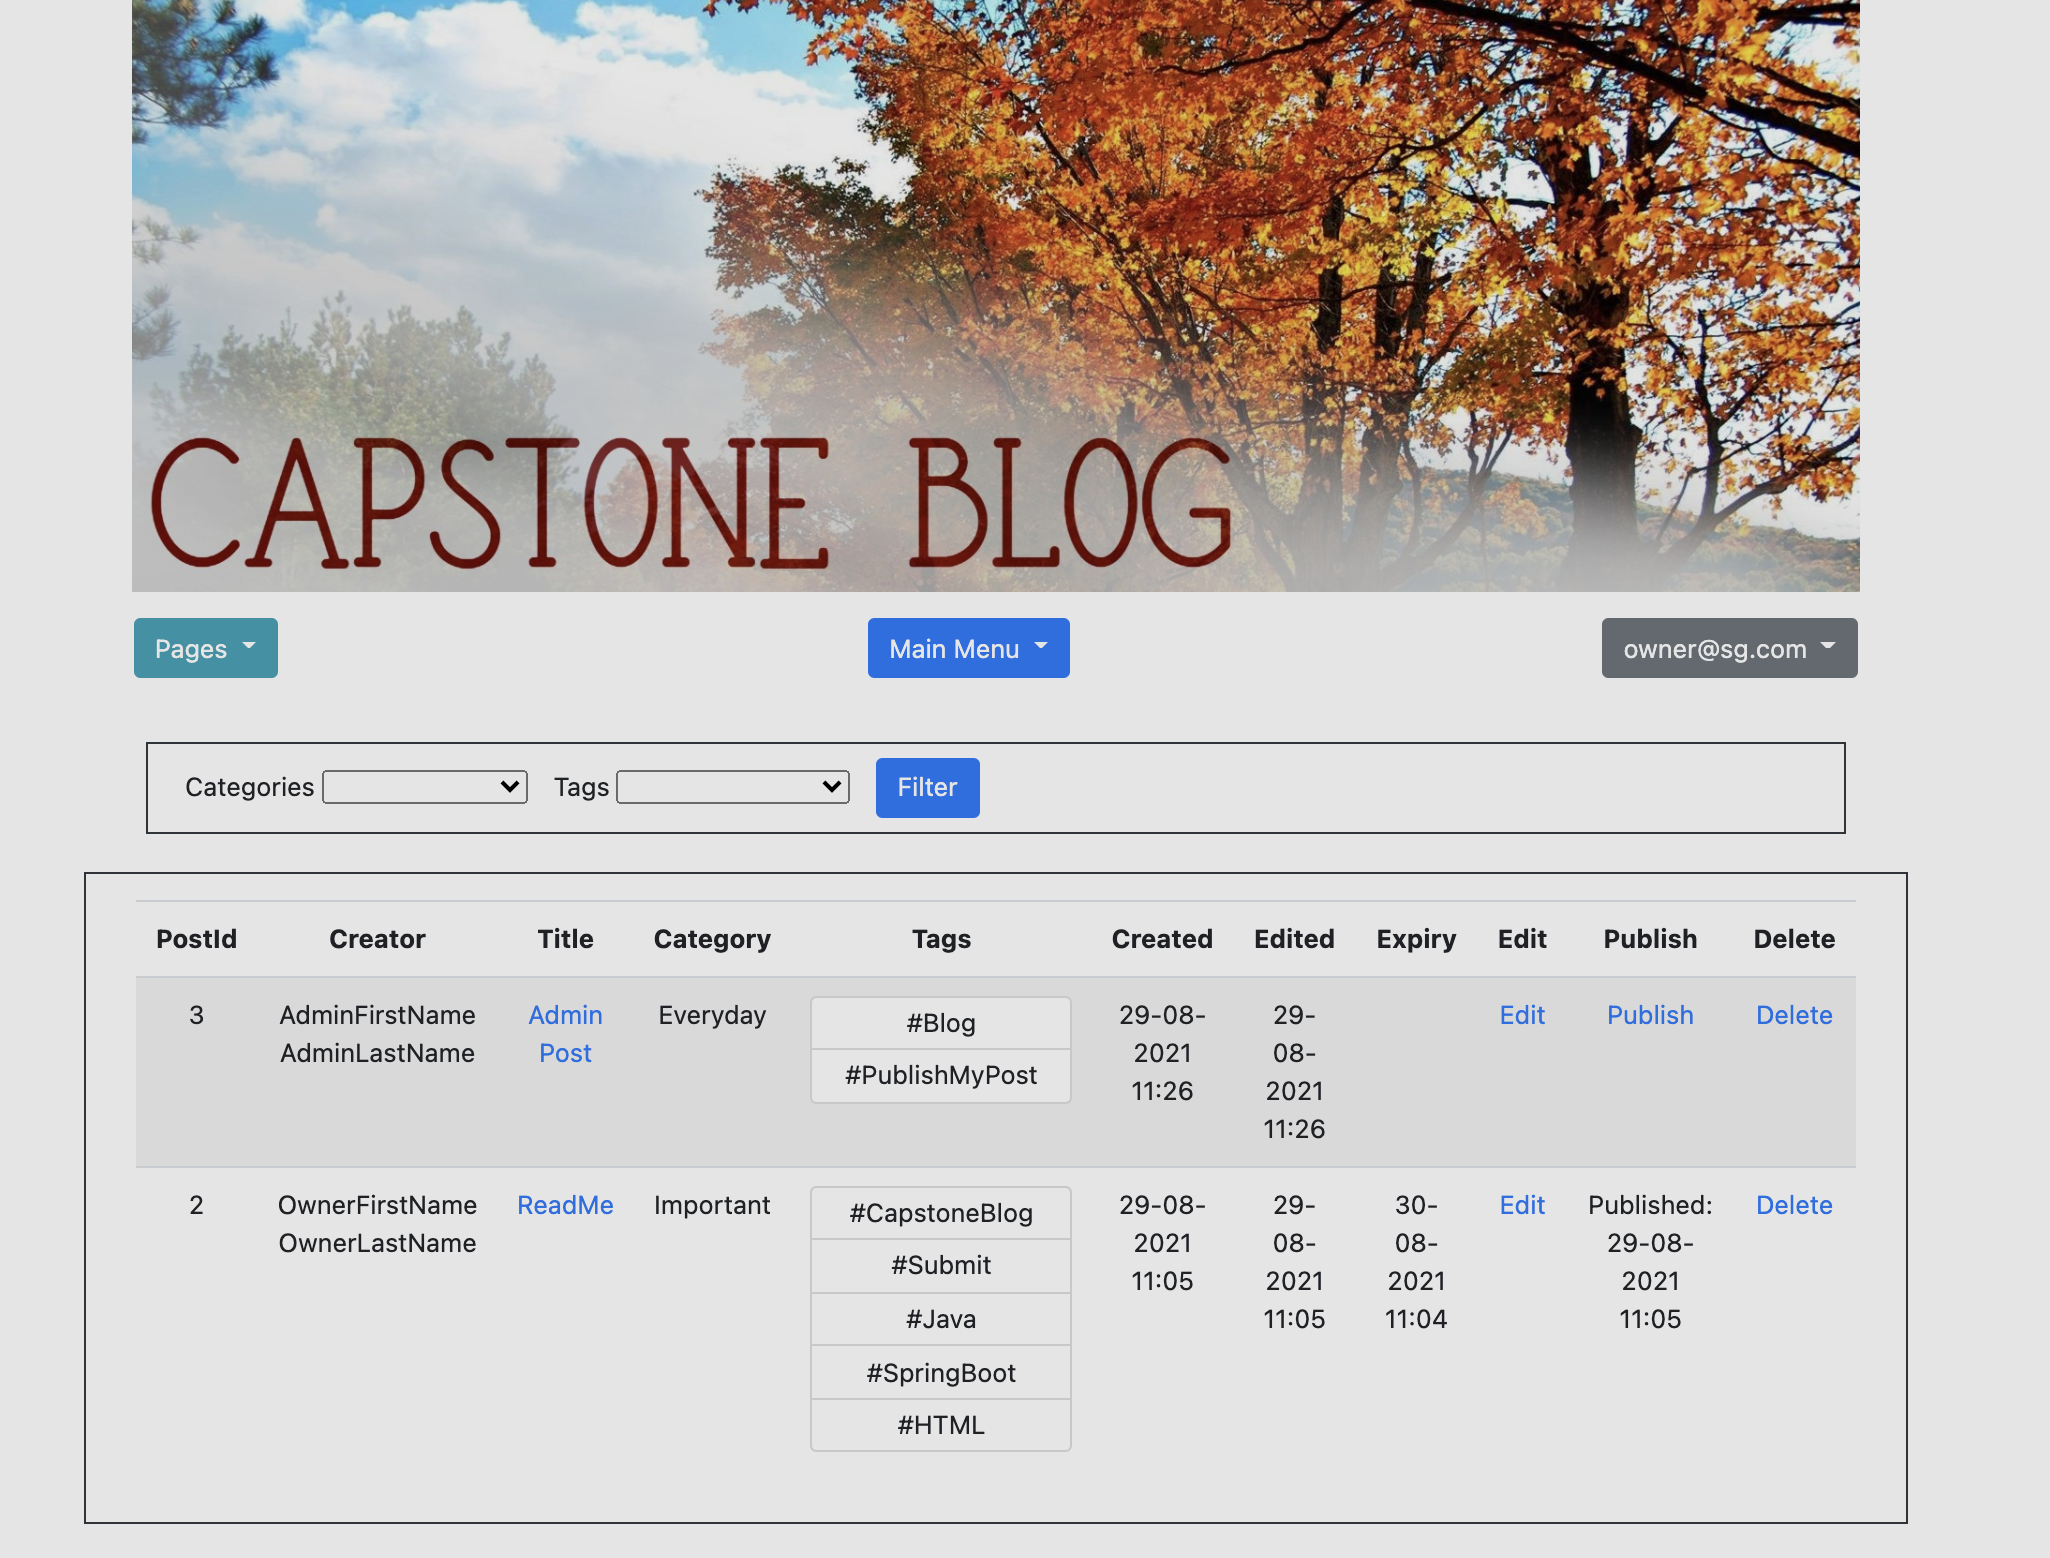 CAPSTONE BLOG
Pages
Main Menu
owner@sg.com
Categories Tags Filter
PostId Creator Title Category Tags Created Edited Expiry Edit Publish Delete
3 AdminFirstName Admin Everyday #Blog 29-08- 29- Edit Publish Delete
AdminLastName Post #PublishMyPost 2021 08-
11:26 2021
11:26
2 OwnerFirstName ReadMe Important #CapstoneBlog 29-08- 29- 30- Edit Published: Delete
OwnerLastName #Submit 2021 08- 08- 29-08-
#Java 11:05 2021 2021 2021
#SpringBoot 11:05 11:04 11:05
#HTML